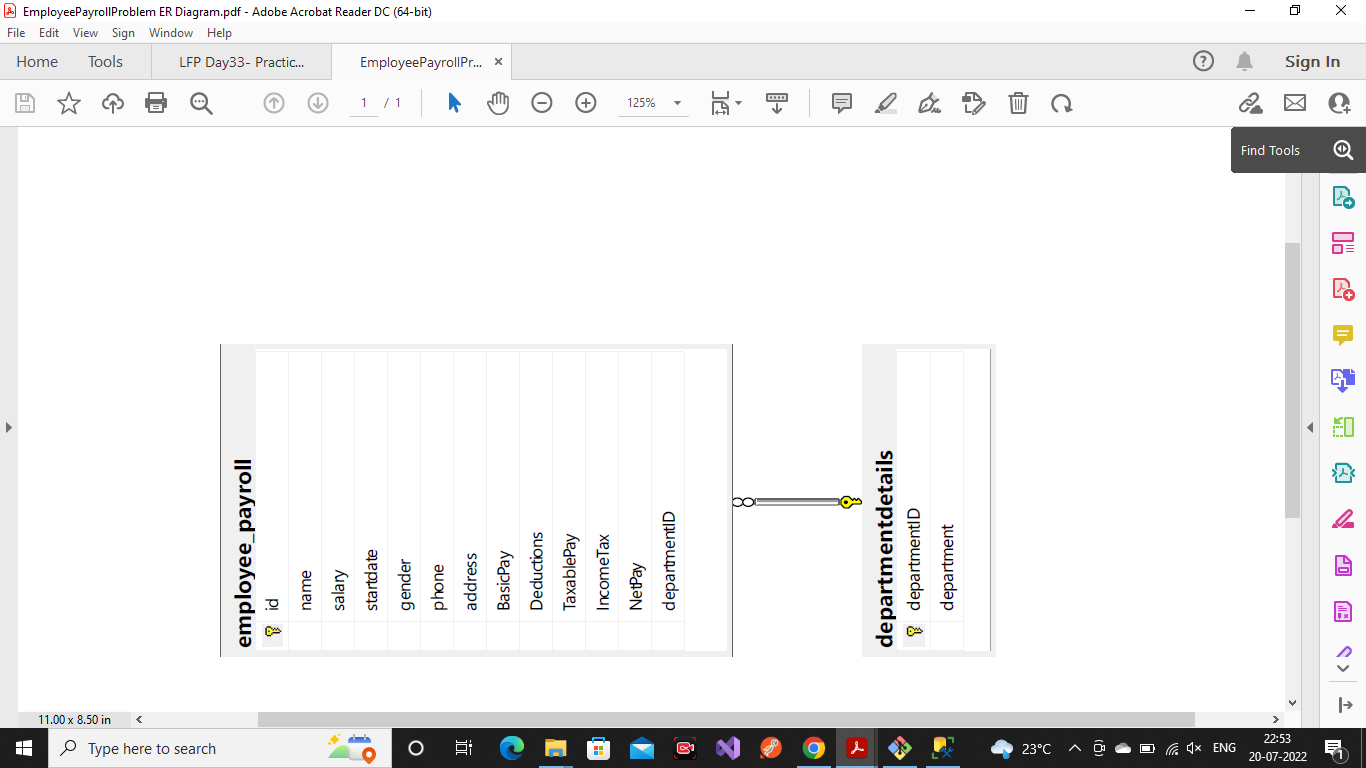 EmployeePayrollProblem ER Diagram.pdf - Adobe Acrobat Reader DC (64-bit)
File Edit View Sign Window Help
Home Tools LFP Day33- Practic... EmployeePayrollPr... ×
Sign In
1 / 1 125%
Find Tools
employee_payroll
id
name
salary
startdate
gender
phone
address
BasicPay
Deductions
TaxablePay
IncomeTax
NetPay
departmentID
departmentdetails
departmentID
department
11.00 x 8.50 in
Type here to search
23°C ENG 22:53
20-07-2022 1